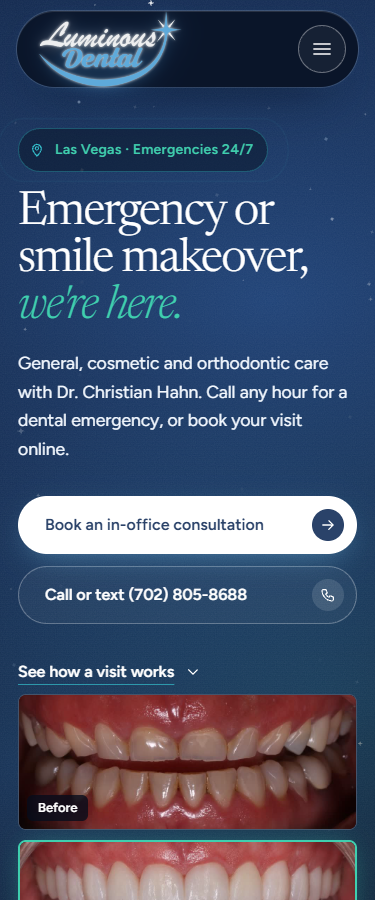 Luminous
Dental
Las Vegas · Emergencies 24/7
Emergency or
smile makeover,
we're here.
General, cosmetic and orthodontic care
with Dr. Christian Hahn. Call any hour for a
dental emergency, or book your visit
online.
Book an in-office consultation
Call or text (702) 805-8688
See how a visit works
Before